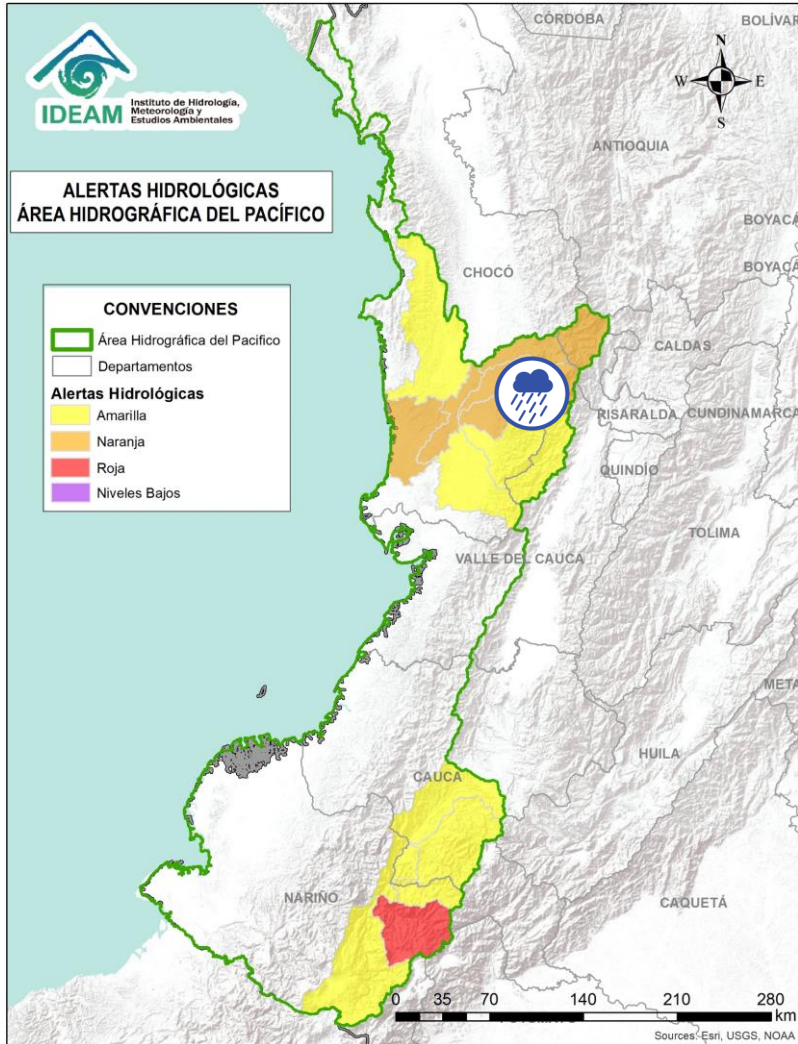 CÓRDOBA
BOLÍVAR
IDEAM
Instituto de Hidrología,
Meteorología y
Estudios Ambientales
N
W
E
S
ANTIOQUIA
ALERTAS HIDROLÓGICAS
ÁREA HIDROGRÁFICA DEL PACÍFICO
BOYACÁ
CHOCÓ
BOYACÁ
CONVENCIONES
Área Hidrográfica del Pacífico
Departamentos
Alertas Hidrológicas
Amarilla
Naranja
Roja
Niveles Bajos
CALDAS
RISARALDA
CUNDINAMARCA
QUINDÍO
TOLIMA
VALLE DEL CAUCA
META
HUILA
CAUCA
NARIÑO
CAQUETÁ
0 35 70 140 210 280
km
Sources: Esri, USGS, NOAA